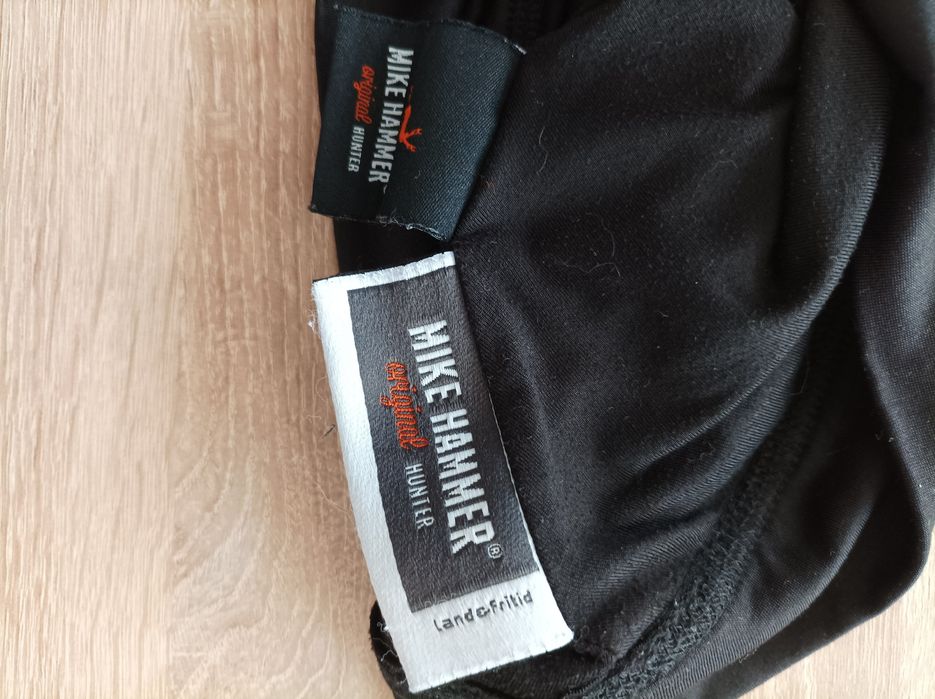 MIKE HAMMER
original HUNTER
MIKE HAMMER®
original HUNTER
Land&Fritid